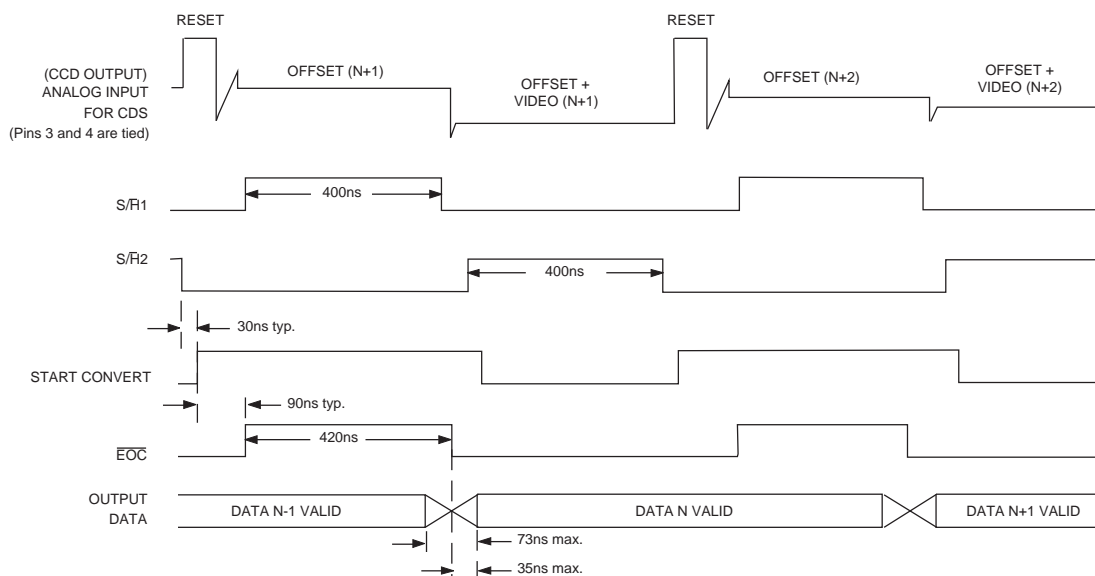 RESET
RESET
(CCD OUTPUT)
ANALOG INPUT
FOR CDS
(Pins 3 and 4 are tied)
OFFSET (N+1)
OFFSET +
VIDEO (N+1)
OFFSET (N+2)
OFFSET +
VIDEO (N+2)
S/H1
400ns
S/H2
400ns
30ns typ.
START CONVERT
90ns typ.
EOC
420ns
OUTPUT
DATA
DATA N-1 VALID
DATA N VALID
DATA N+1 VALID
73ns max.
35ns max.